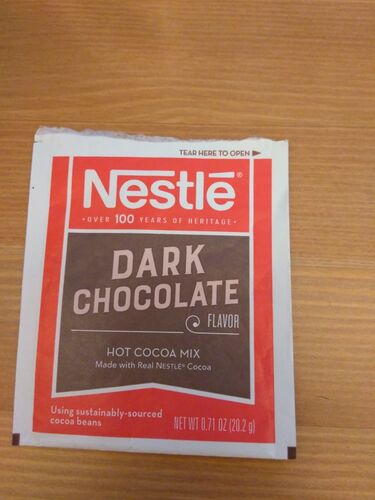 TEAR HERE TO OPEN
Nestlé®
• OVER 100 YEARS OF HERITAGE •
DARK
CHOCOLATE
FLAVOR
HOT COCOA MIX
Made with Real NESTLÉ® Cocoa
Using sustainably-sourced
cocoa beans
NET WT 0.71 OZ (20.2 g)